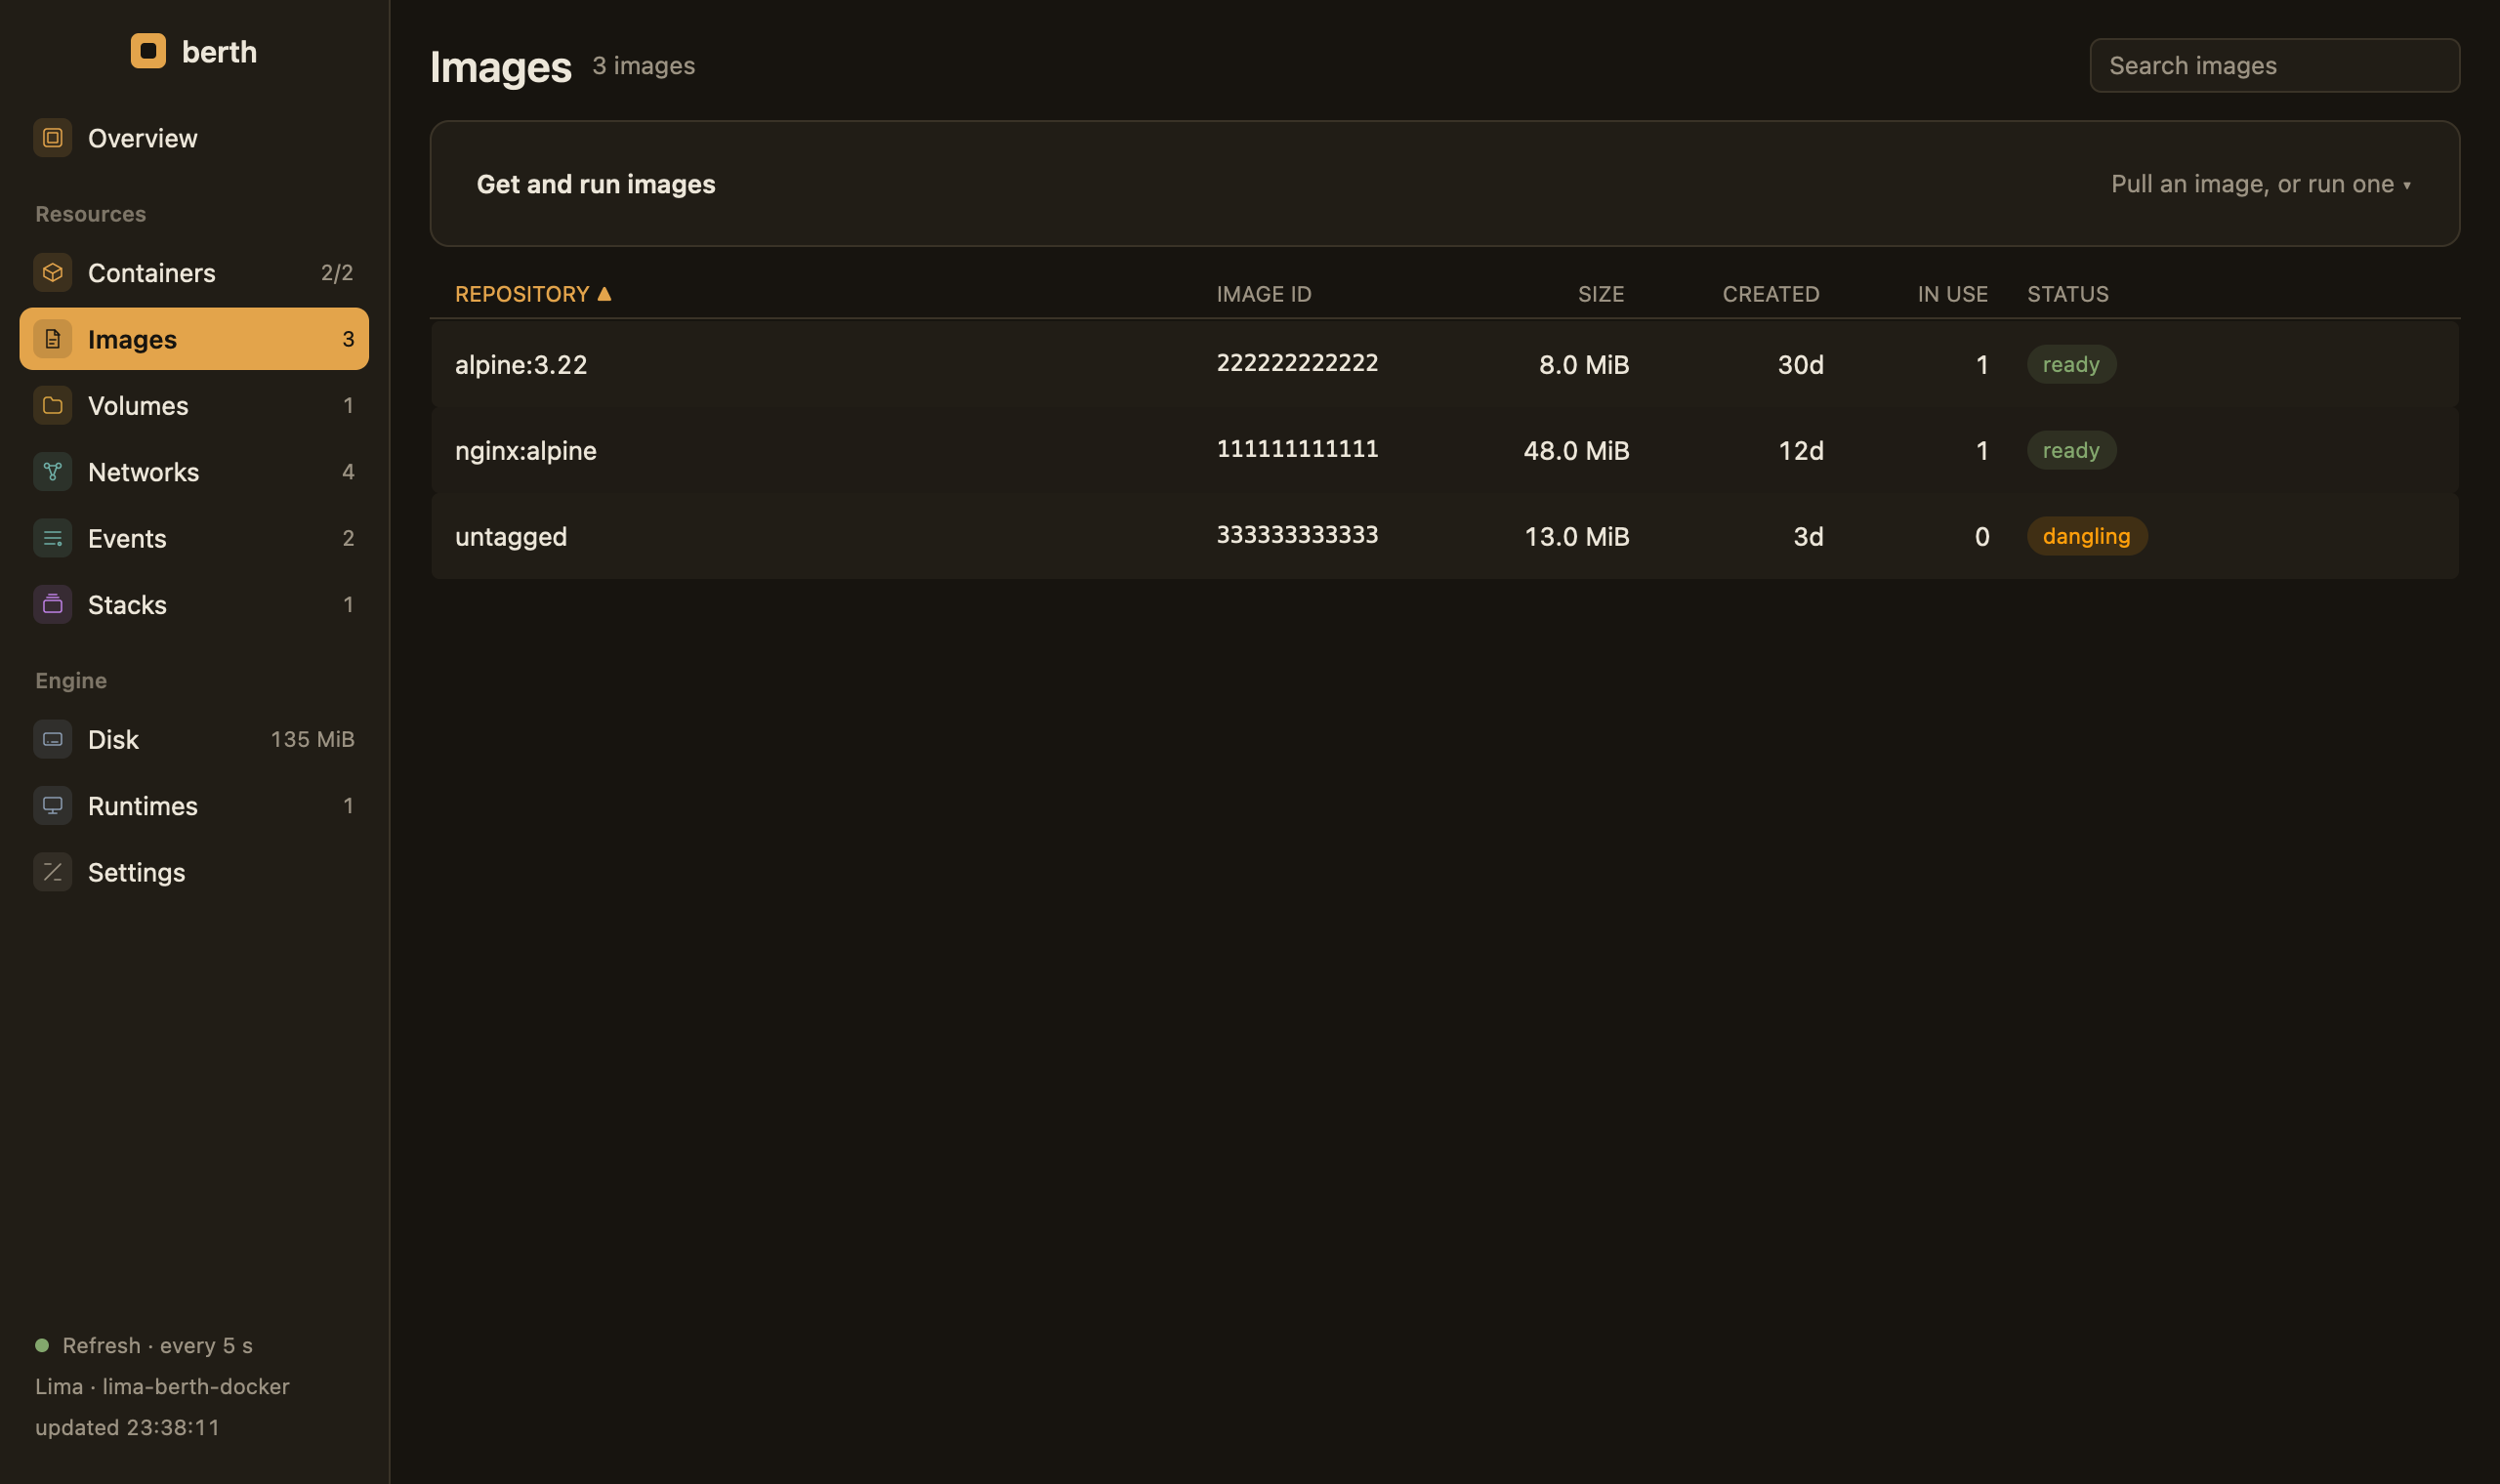 berth
Overview
Resources
Containers 2/2
Images 3
Volumes 1
Networks 4
Events 2
Stacks 1
Engine
Disk 135 MiB
Runtimes 1
Settings
Refresh · every 5 s
Lima · lima-berth-docker
updated 23:38:11
Images 3 images
Search images
Get and run images
Pull an image, or run one ▾
REPOSITORY ▲ IMAGE ID SIZE CREATED IN USE STATUS
alpine:3.22 222222222222 8.0 MiB 30d 1 ready
nginx:alpine 111111111111 48.0 MiB 12d 1 ready
untagged 333333333333 13.0 MiB 3d 0 dangling